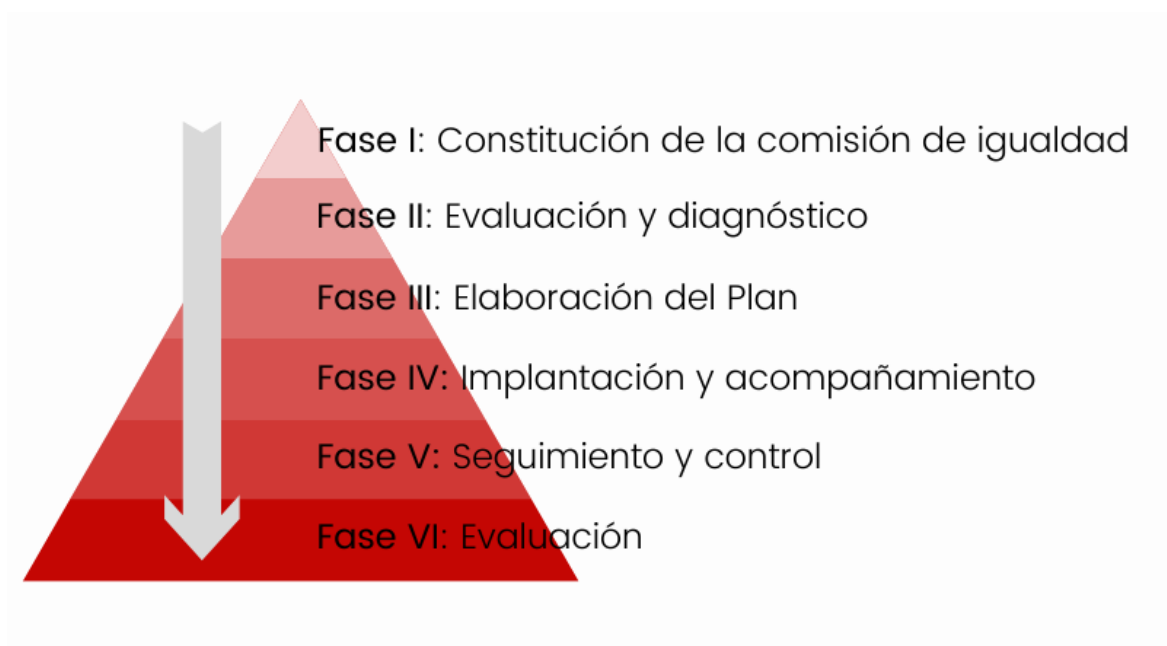 Fase I: Constitución de la comisión de igualdad
Fase II: Evaluación y diagnóstico
Fase III: Elaboración del Plan
Fase IV: Implantación y acompañamiento
Fase V: Seguimiento y control
Fase VI: Evaluación